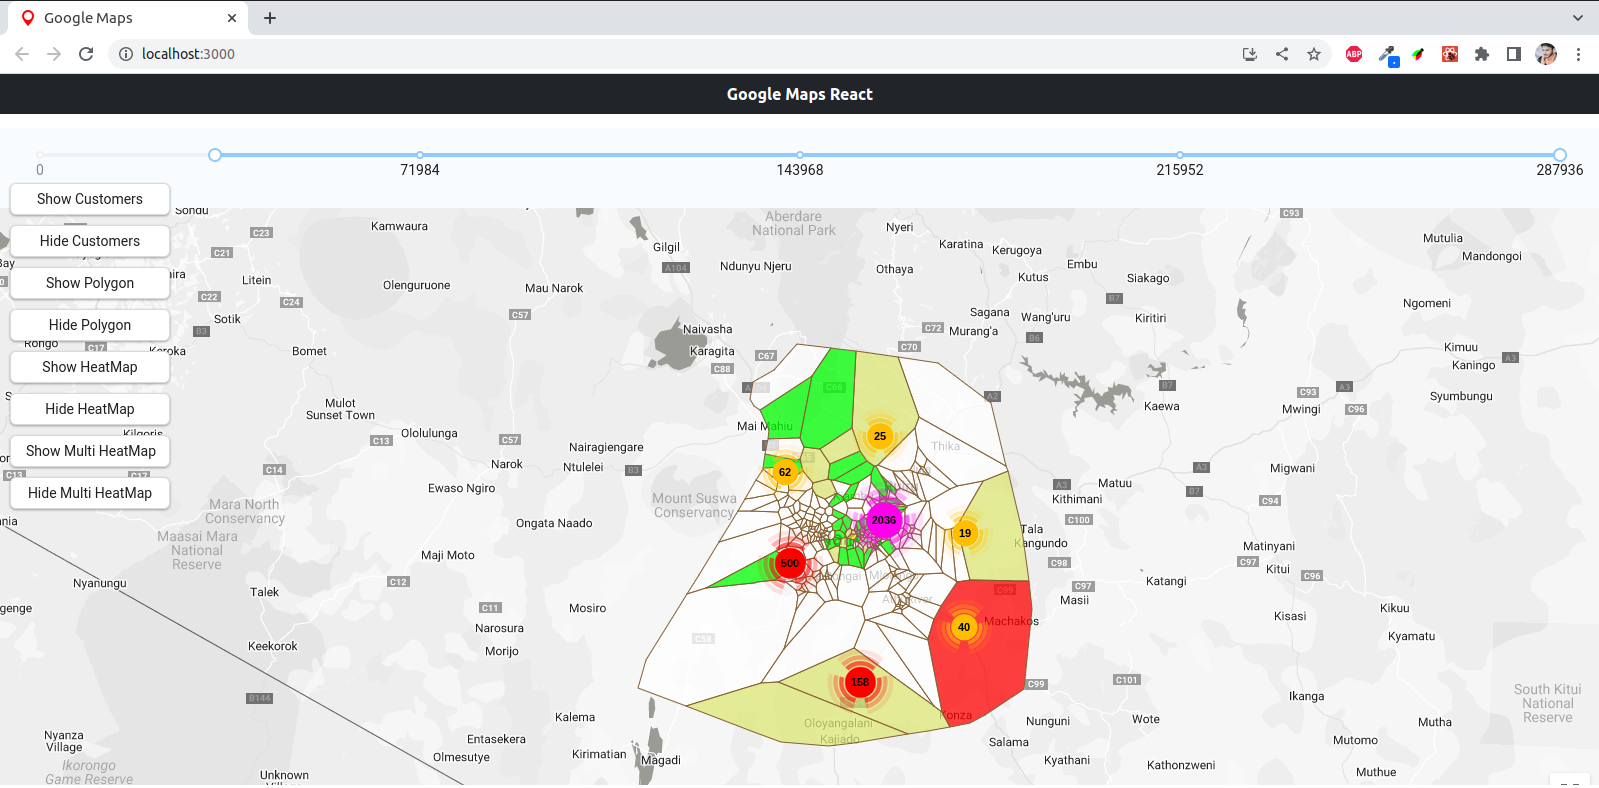 Google Maps
localhost:3000
ABP
Google Maps React
0
71984
143968
215952
287936
Show Customers
Hide Customers
Show Polygon
Hide Polygon
Show HeatMap
Hide HeatMap
Show Multi HeatMap
Hide Multi HeatMap
Sondu
Kamwaura
Aberdare
National Park
Nyeri
C93
C23
Gilgil
Karatina
Kerugoya
Mutulia
Mandongoi
C21
A104
Ndunyu Njeru
Othaya
Embu
Kutus
Siakago
Litein
Olenguruone
Mau Narok
C22
C24
B7
Ngomeni
C57
Sagana
Wang'uru
Kiritiri
Sotik
B3
Naivasha
C72
Murang'a
B6
Rongo
C17
Keroka
Bomet
Karagita
C67
C70
Kimuu
A3
Kaningo
C88
B7
C68
A3
C93
Mulot
Sunset Town
A2
Kaewa
Mwingi
C96
Syumbungu
Kilgoris
Ololulunga
Mai Mahiu
25
C13
C57
Nairagiengare
Thika
Narok
Ntulelei
B3
62
A3
Migwani
C13
C17
C14
Ewaso Ngiro
Matuu
A3
B7
Kithimani
C94
Mara North
Conservancy
Mount Suswa
Conservancy
2036
C100
Ongata Naado
19
Tala
Kangundo
Maasai Mara
National
Reserve
Maji Moto
500
C98
Matinyani
C97
Kitui
C96
Nyanungu
C12
Katangi
Talek
C99
C97
Masii
C11
Mosiro
Kikuu
Kisasi
Narosura
40
Machakos
Kyamatu
Keekorok
Morijo
C58
158
C99
C101
B144
Ikanga
South Kitui
National
Reserve
Kalema
Konza
Nunguni
Wote
Mutha
Oloyangalani
Kajiado
Nyanza
Village
Entasekera
Salama
Mutomo
Olmesutye
Kirimatian
Magadi
Kyathani
Kathonzweni
Ikorongo
Game Reserve
Unknown
Muthue